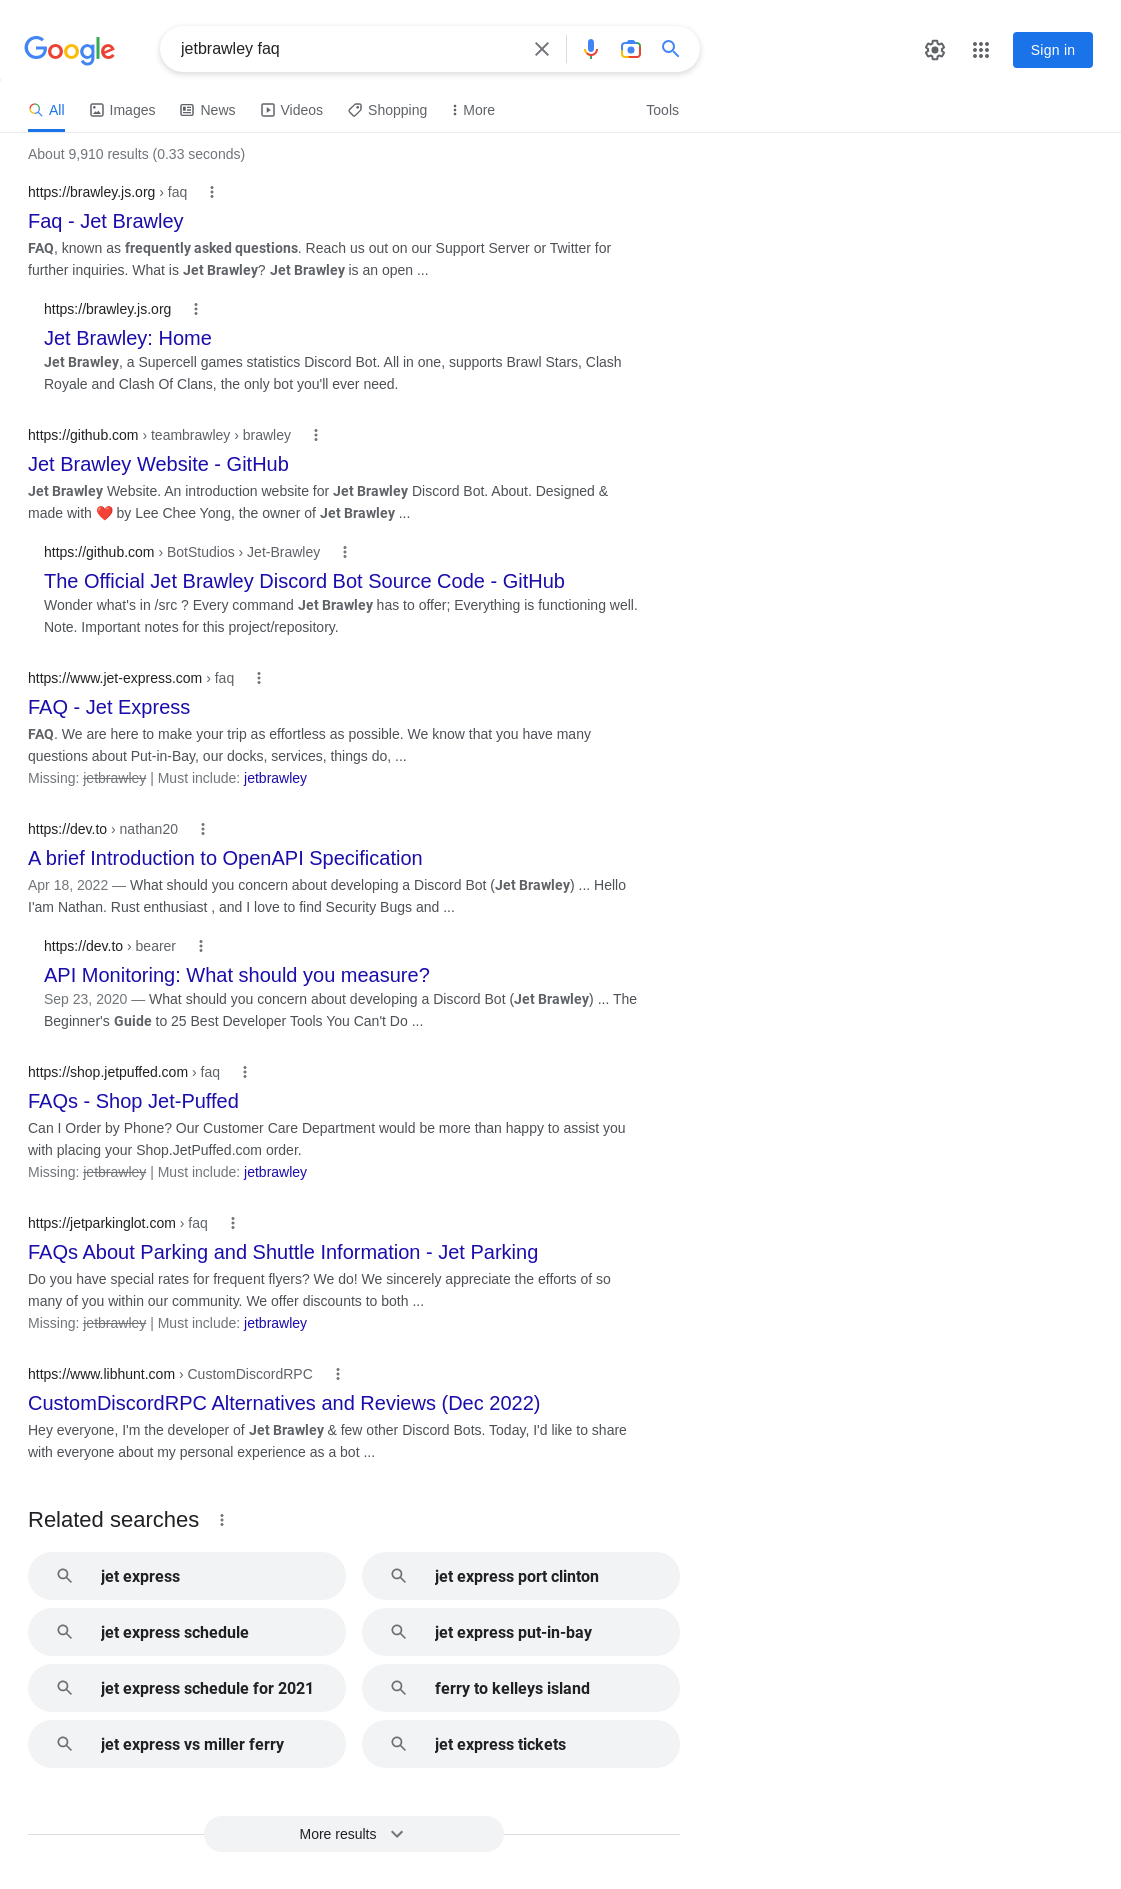 Google
jetbrawley faq
Sign in
All
Images
News
Videos
Shopping
More
Tools
About 9,910 results (0.33 seconds)
https://brawley.js.org › faq
Faq - Jet Brawley
FAQ, known as frequently asked questions. Reach us out on our Support Server or Twitter for
further inquiries. What is Jet Brawley? Jet Brawley is an open ...
https://brawley.js.org
Jet Brawley: Home
Jet Brawley, a Supercell games statistics Discord Bot. All in one, supports Brawl Stars, Clash
Royale and Clash Of Clans, the only bot you'll ever need.
https://github.com › teambrawley › brawley
Jet Brawley Website - GitHub
Jet Brawley Website. An introduction website for Jet Brawley Discord Bot. About. Designed &
made with ❤️ by Lee Chee Yong, the owner of Jet Brawley ...
https://github.com › BotStudios › Jet-Brawley
The Official Jet Brawley Discord Bot Source Code - GitHub
Wonder what's in /src ? Every command Jet Brawley has to offer; Everything is functioning well.
Note. Important notes for this project/repository.
https://www.jet-express.com › faq
FAQ - Jet Express
FAQ. We are here to make your trip as effortless as possible. We know that you have many
questions about Put-in-Bay, our docks, services, things do, ...
Missing: jetbrawley | Must include: jetbrawley
https://dev.to › nathan20
A brief Introduction to OpenAPI Specification
Apr 18, 2022 — What should you concern about developing a Discord Bot (Jet Brawley) ... Hello
I'am Nathan. Rust enthusiast , and I love to find Security Bugs and ...
https://dev.to › bearer
API Monitoring: What should you measure?
Sep 23, 2020 — What should you concern about developing a Discord Bot (Jet Brawley) ... The
Beginner's Guide to 25 Best Developer Tools You Can't Do ...
https://shop.jetpuffed.com › faq
FAQs - Shop Jet-Puffed
Can I Order by Phone? Our Customer Care Department would be more than happy to assist you
with placing your Shop.JetPuffed.com order.
Missing: jetbrawley | Must include: jetbrawley
https://jetparkinglot.com › faq
FAQs About Parking and Shuttle Information - Jet Parking
Do you have special rates for frequent flyers? We do! We sincerely appreciate the efforts of so
many of you within our community. We offer discounts to both ...
Missing: jetbrawley | Must include: jetbrawley
https://www.libhunt.com › CustomDiscordRPC
CustomDiscordRPC Alternatives and Reviews (Dec 2022)
Hey everyone, I'm the developer of Jet Brawley & few other Discord Bots. Today, I'd like to share
with everyone about my personal experience as a bot ...
Related searches
jet express
jet express port clinton
jet express schedule
jet express put-in-bay
jet express schedule for 2021
ferry to kelleys island
jet express vs miller ferry
jet express tickets
More results